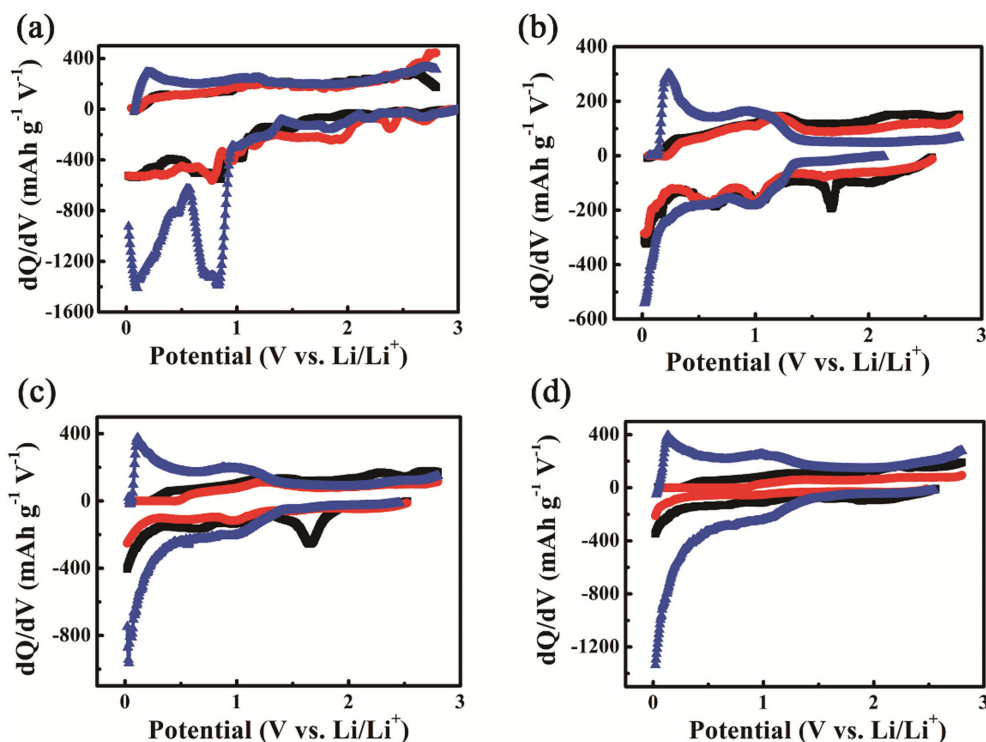 (a)
dQ/dV (mAh g⁻¹ V⁻¹)
400
0
-400
-800
-1200
-1600
0 1 2 3
Potential (V vs. Li/Li⁺)
(b)
dQ/dV (mAh g⁻¹ V⁻¹)
400
200
0
-200
-400
-600
0 1 2 3
Potential (V vs. Li/Li⁺)
(c)
dQ/dV (mAh g⁻¹ V⁻¹)
400
0
-400
-800
0 1 2 3
Potential (V vs. Li/Li⁺)
(d)
dQ/dV (mAh g⁻¹ V⁻¹)
400
0
-400
-800
-1200
0 1 2 3
Potential (V vs. Li/Li⁺)